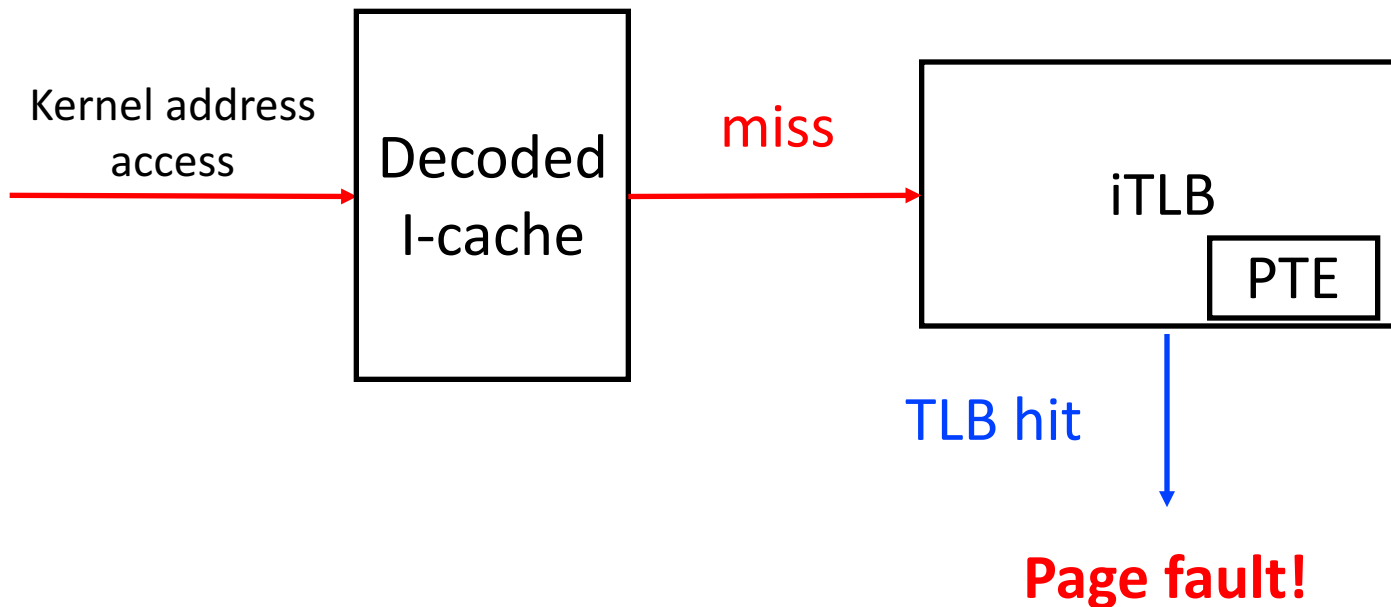 Kernel address
access
Decoded
I-cache
miss
iTLB
PTE
TLB hit
Page fault!